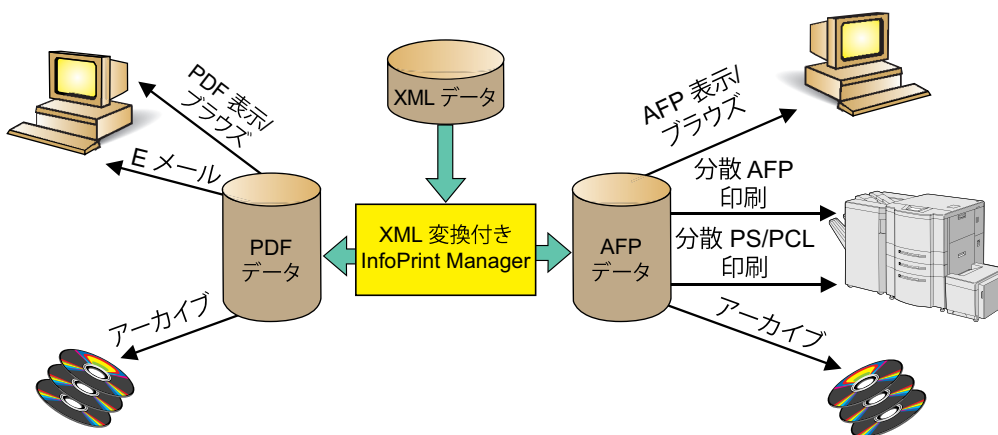 XML データ
PDF 表示/
ブラウズ
E メール
PDF
データ
アーカイブ
XML 変換付き
InfoPrint Manager
AFP
データ
AFP 表示/
ブラウズ
分散 AFP
印刷
分散 PS/PCL
印刷
アーカイブ